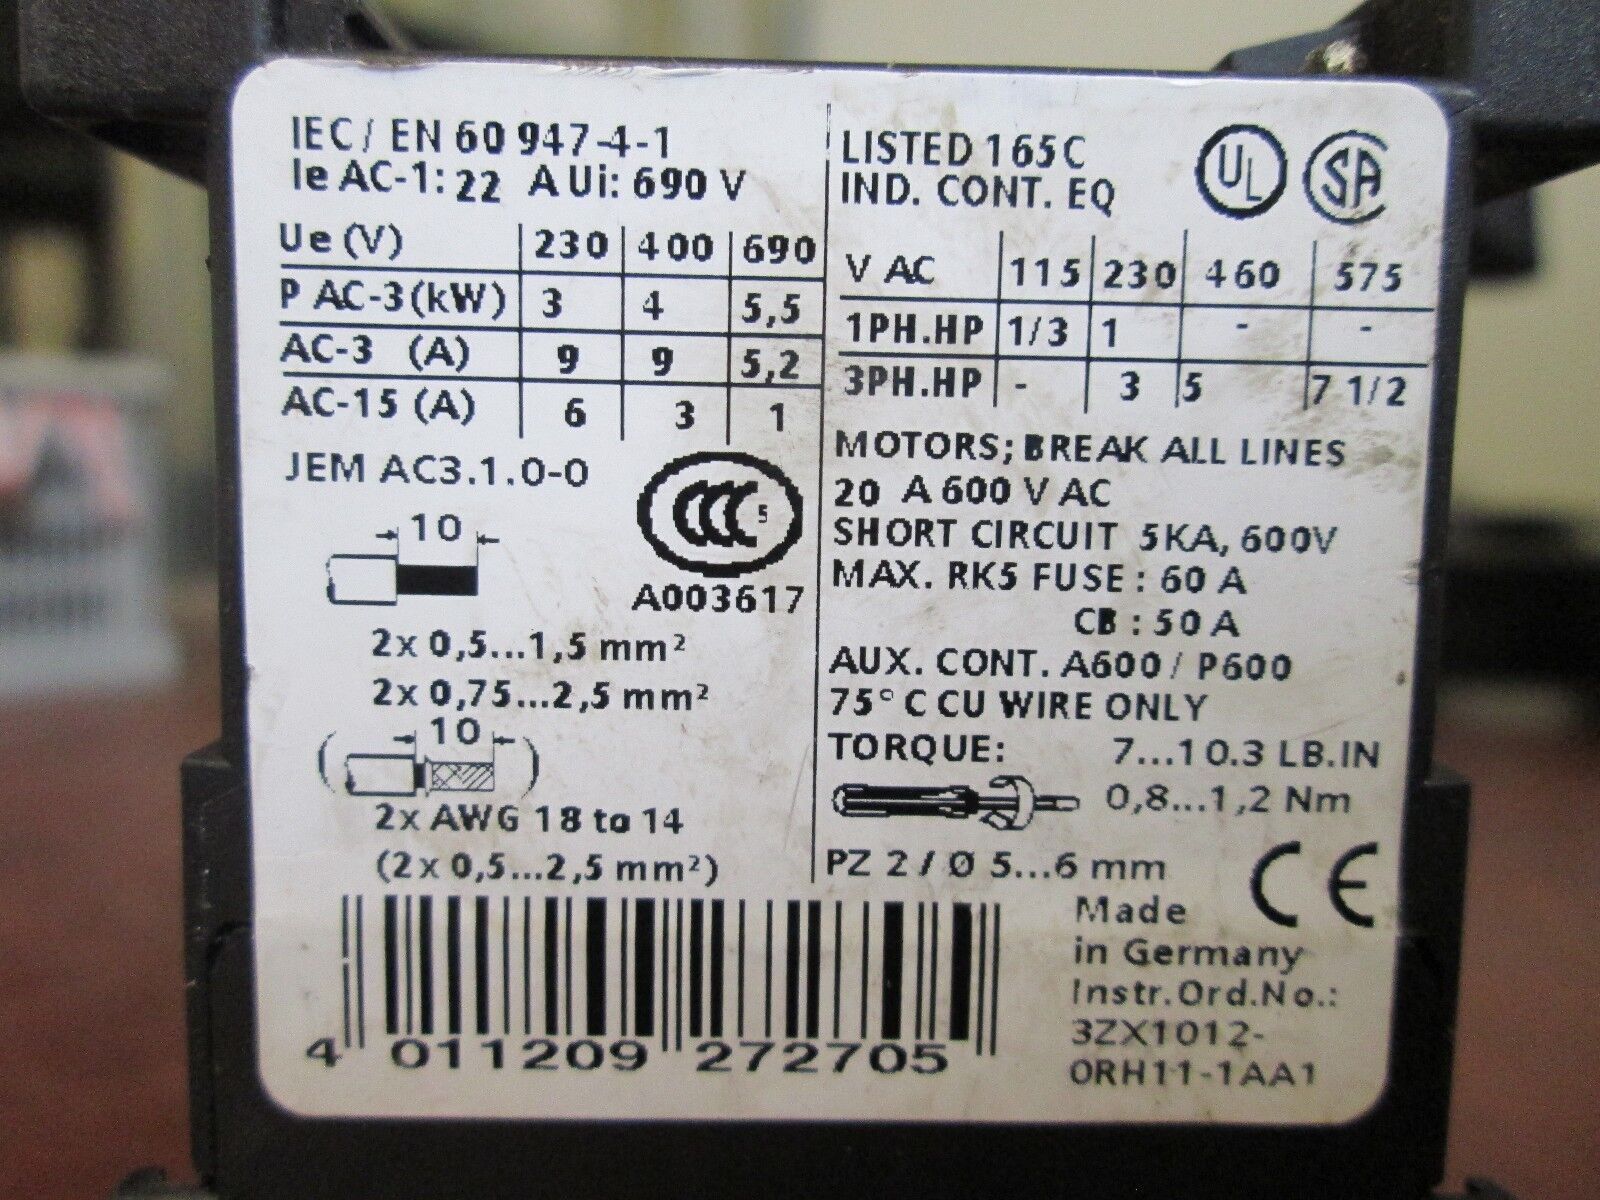 IEC/ EN 60 947-4-1
Ie AC-1: 22 A Ui: 690 V
Ue (V) 230 400 690
P AC-3 (kW) 3 4 5,5
AC-3 (A) 9 9 5,2
AC-15 (A) 6 3 1
JEM AC3.1.0-0
CCC 5
A003617
10
2x 0,5...1,5 mm²
2x 0,75...2,5 mm²
( 10 )
2x AWG 18 to 14
(2x 0,5...2,5 mm²)
4 011209 272705
LISTED 165C
IND. CONT. EQ
UL SA
V AC 115 230 460 575
1PH.HP 1/3 1 - -
3PH.HP - 3 5 7 1/2
MOTORS; BREAK ALL LINES
20 A 600 V AC
SHORT CIRCUIT 5KA, 600V
MAX. RK5 FUSE : 60 A
CB : 50 A
AUX. CONT. A600 / P600
75° C CU WIRE ONLY
TORQUE: 7...10.3 LB.IN
0,8...1,2 Nm
PZ 2 / Ø 5...6 mm
CE
Made
in Germany
Instr.Ord.No.:
3ZX1012-
0RH11-1AA1